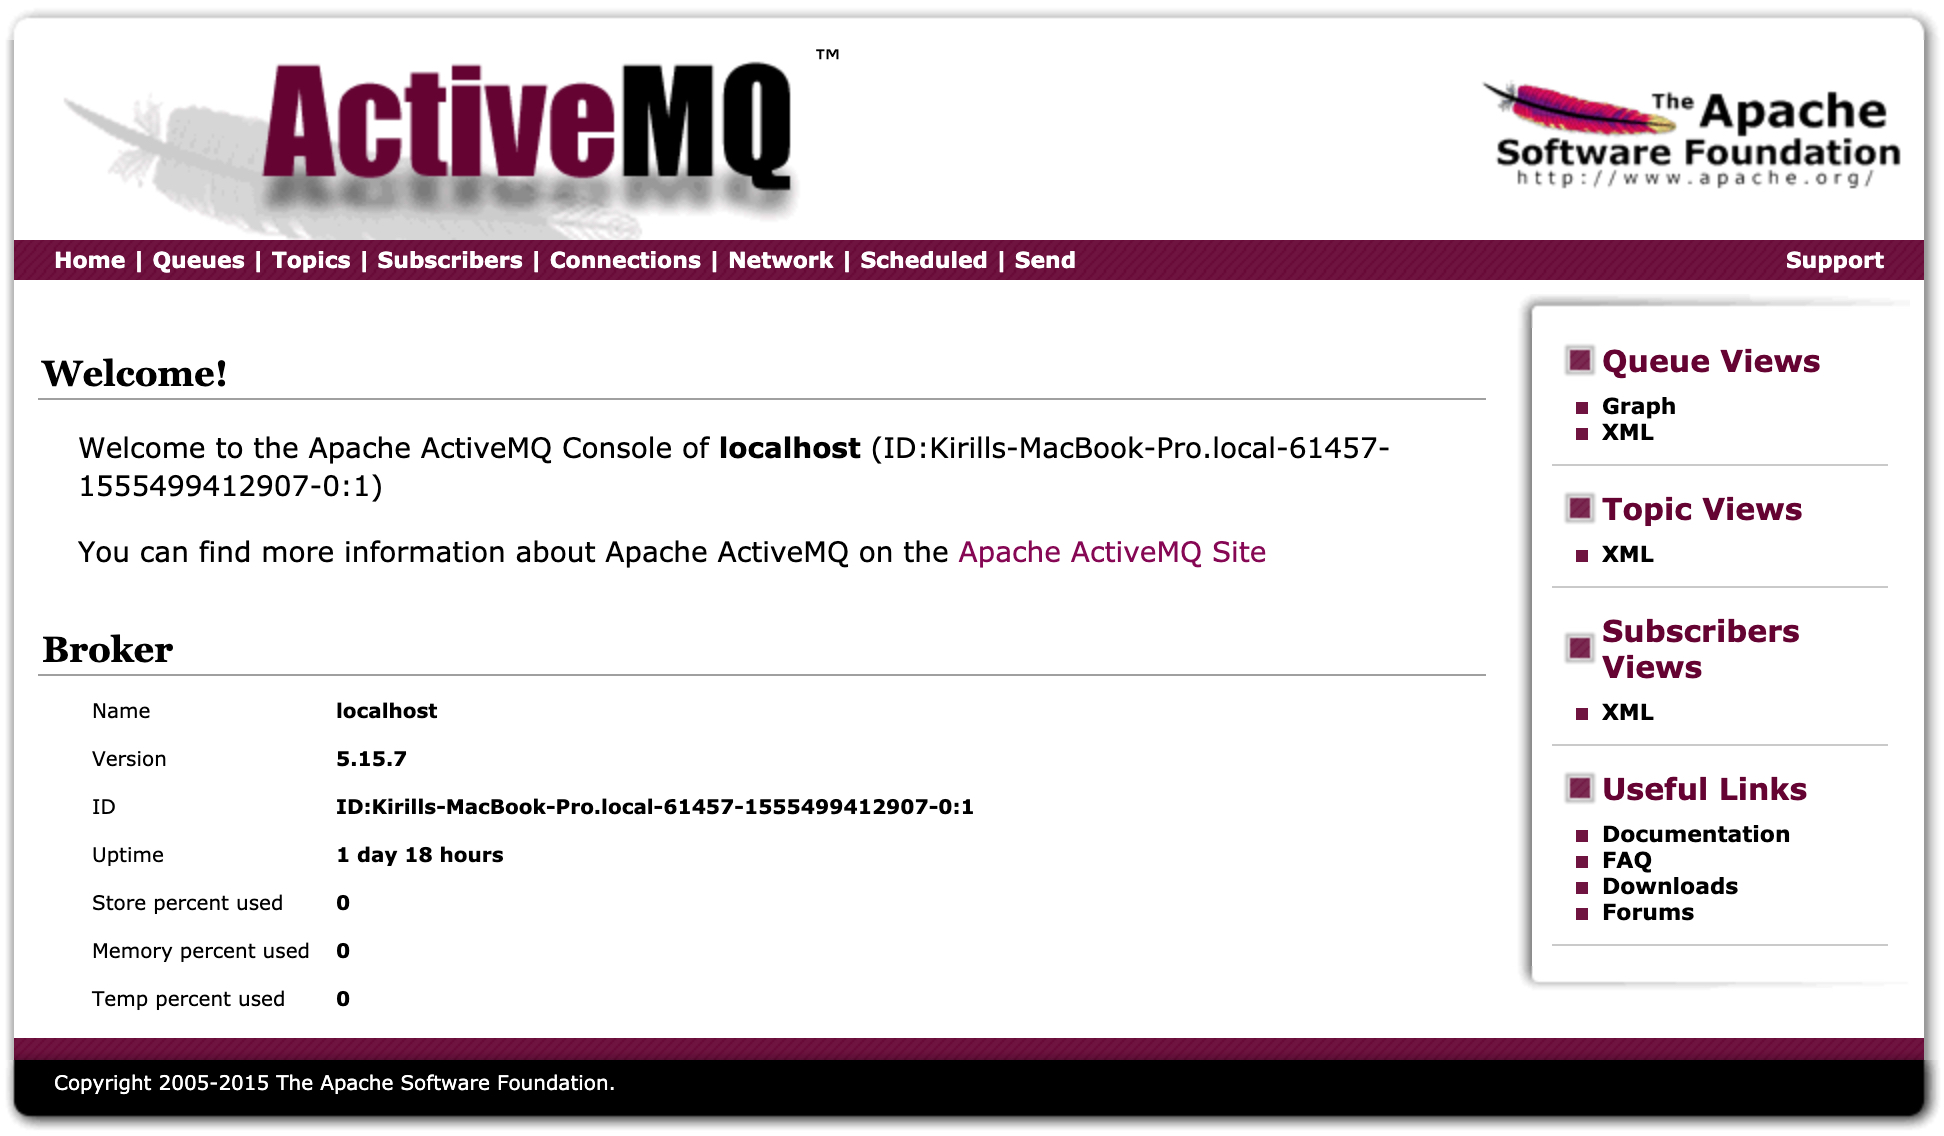 ActiveMQ ™
The Apache
Software Foundation
http://www.apache.org/
Home | Queues | Topics | Subscribers | Connections | Network | Scheduled | Send
Support
Welcome!
Welcome to the Apache ActiveMQ Console of localhost (ID:Kirills-MacBook-Pro.local-61457-
1555499412907-0:1)
You can find more information about Apache ActiveMQ on the Apache ActiveMQ Site
Broker
Name localhost
Version 5.15.7
ID ID:Kirills-MacBook-Pro.local-61457-1555499412907-0:1
Uptime 1 day 18 hours
Store percent used 0
Memory percent used 0
Temp percent used 0
Queue Views
Graph
XML
Topic Views
XML
Subscribers
Views
XML
Useful Links
Documentation
FAQ
Downloads
Forums
Copyright 2005-2015 The Apache Software Foundation.